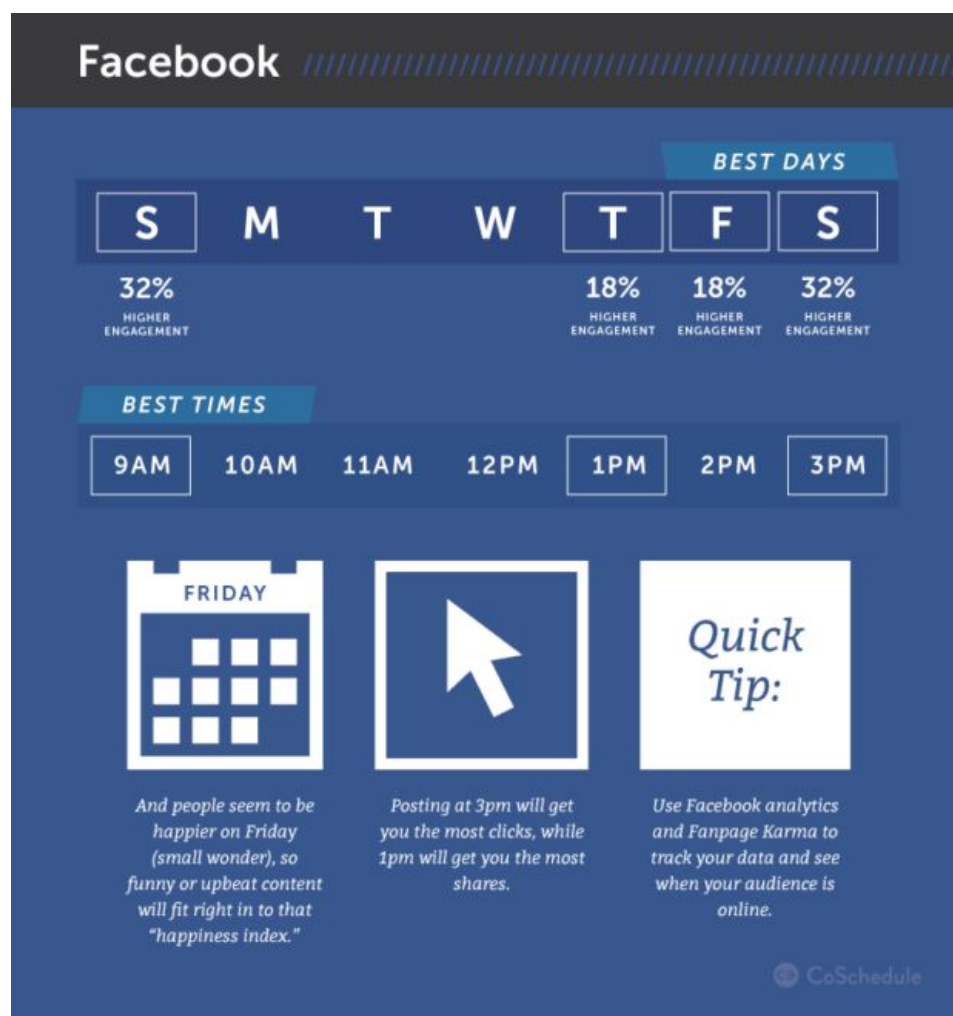 Facebook
BEST DAYS
S M T W T F S
32% 18% 18% 32%
HIGHER HIGHER HIGHER HIGHER
ENGAGEMENT ENGAGEMENT ENGAGEMENT ENGAGEMENT
BEST TIMES
9AM 10AM 11AM 12PM 1PM 2PM 3PM
FRIDAY
And people seem to be
happier on Friday
(small wonder), so
funny or upbeat content
will fit right in to that
“happiness index.”
Posting at 3pm will get
you the most clicks, while
1pm will get you the most
shares.
Quick
Tip:
Use Facebook analytics
and Fanpage Karma to
track your data and see
when your audience is
online.
CoSchedule